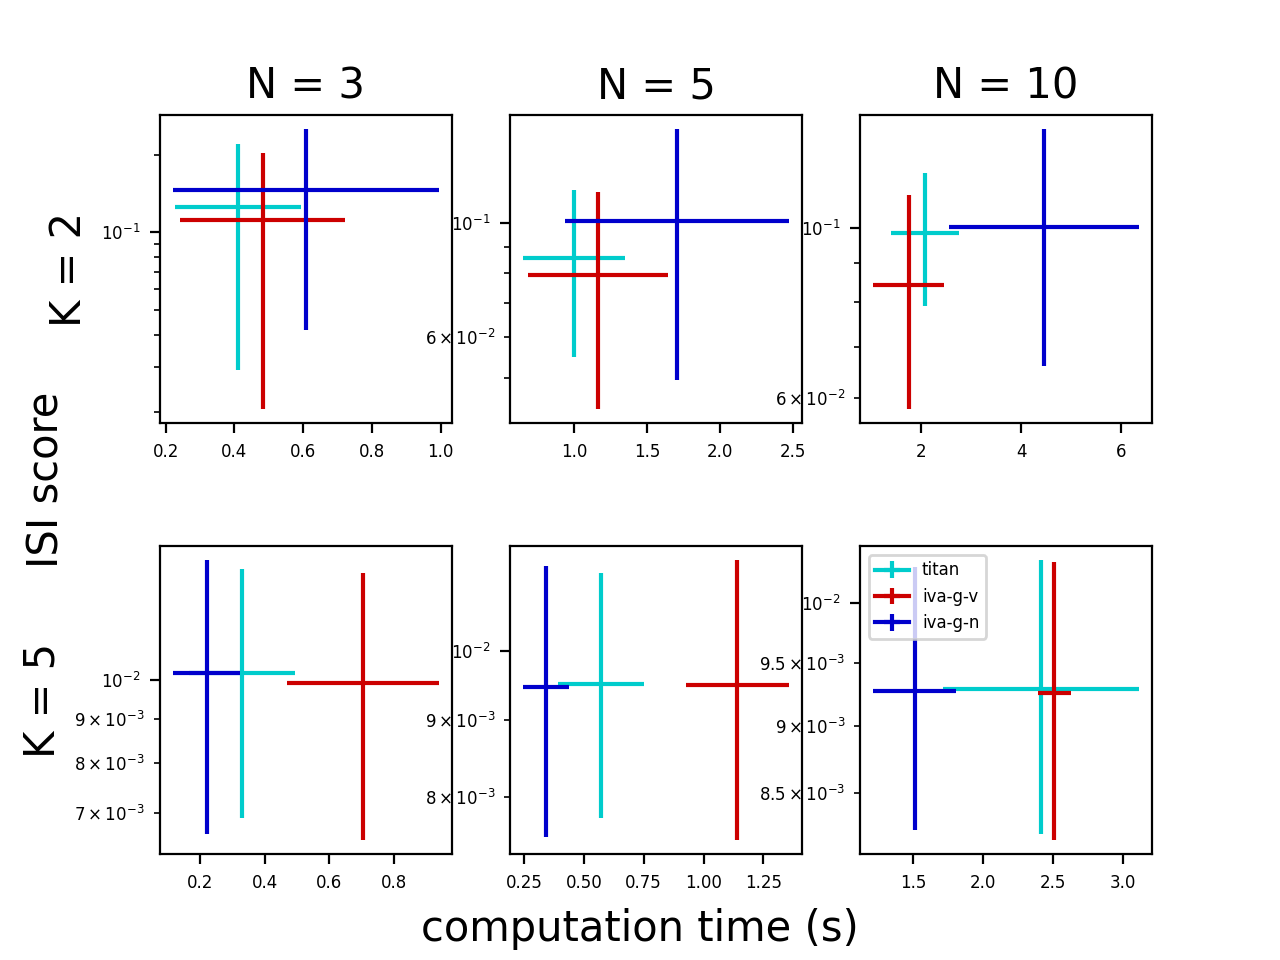 N = 3
N = 5
N = 10
K = 2
10⁻¹
0.2 0.4 0.6 0.8 1.0
10⁻¹
6×10⁻²
1.0 1.5 2.0 2.5
10⁻¹
6×10⁻²
2 4 6
ISI score
K = 5
10⁻²
9×10⁻³
8×10⁻³
7×10⁻³
0.2 0.4 0.6 0.8
10⁻²
9×10⁻³
8×10⁻³
0.25 0.50 0.75 1.00 1.25
10⁻²
9.5×10⁻³
9×10⁻³
8.5×10⁻³
titan
iva-g-v
iva-g-n
1.5 2.0 2.5 3.0
computation time (s)